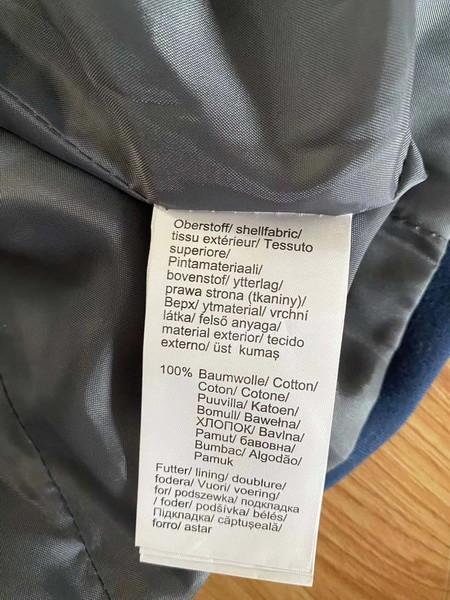 Oberstoff/ shellfabric/
tissu extérieur/ Tessuto
superiore/
Pintamateriaali/
bovenstof/ ytterlag/
prawa strona (tkaniny)/
Верх/ ytmaterial/ vrchní
látka/ felső anyaga/
material exterior/ tecido
externo/ üst kumaş
100% Baumwolle/ Cotton/
Coton/ Cotone/
Puuvilla/ Katoen/
Bomull/ Bawełna/
ХЛОПОК/ Bavlna/
Pamut/ бавовна/
Bumbac/ Algodão/
Pamuk
Futter/ lining/ doublure/
fodera/ Vuori/ voering/
for/ podszewka/ подкладка
/ foder/ podšívka/ bélés/
Підкладка/ căptușeală/
forro/ astar